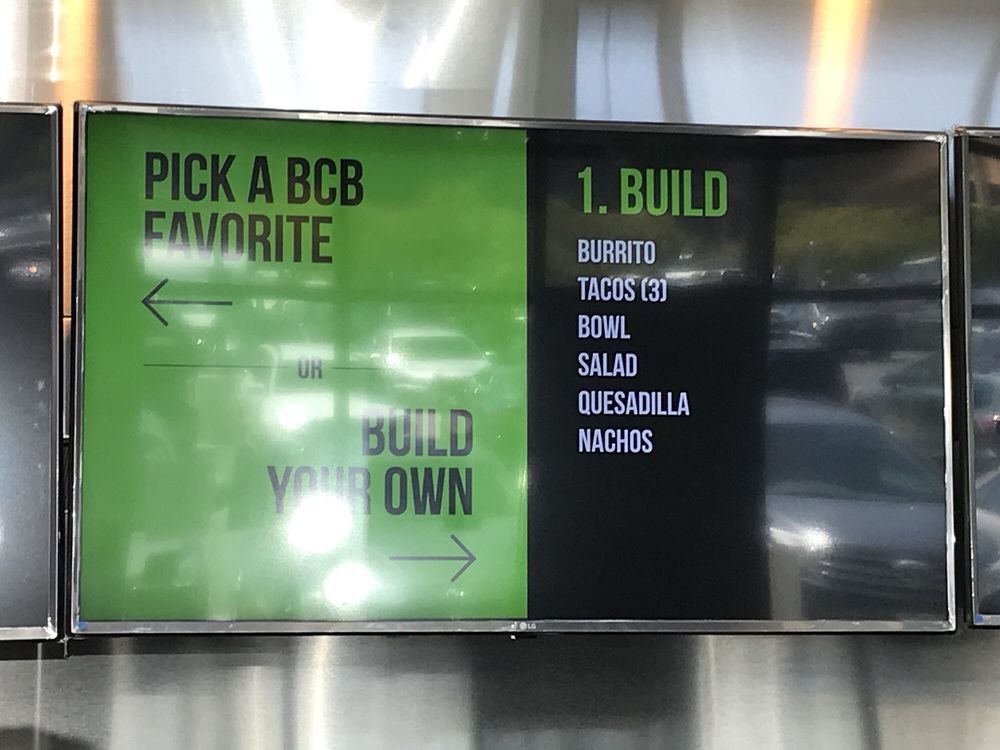 PICK A BCB
FAVORITE
OR
BUILD
YOUR OWN
1. BUILD
BURRITO
TACOS (3)
BOWL
SALAD
QUESADILLA
NACHOS
LG